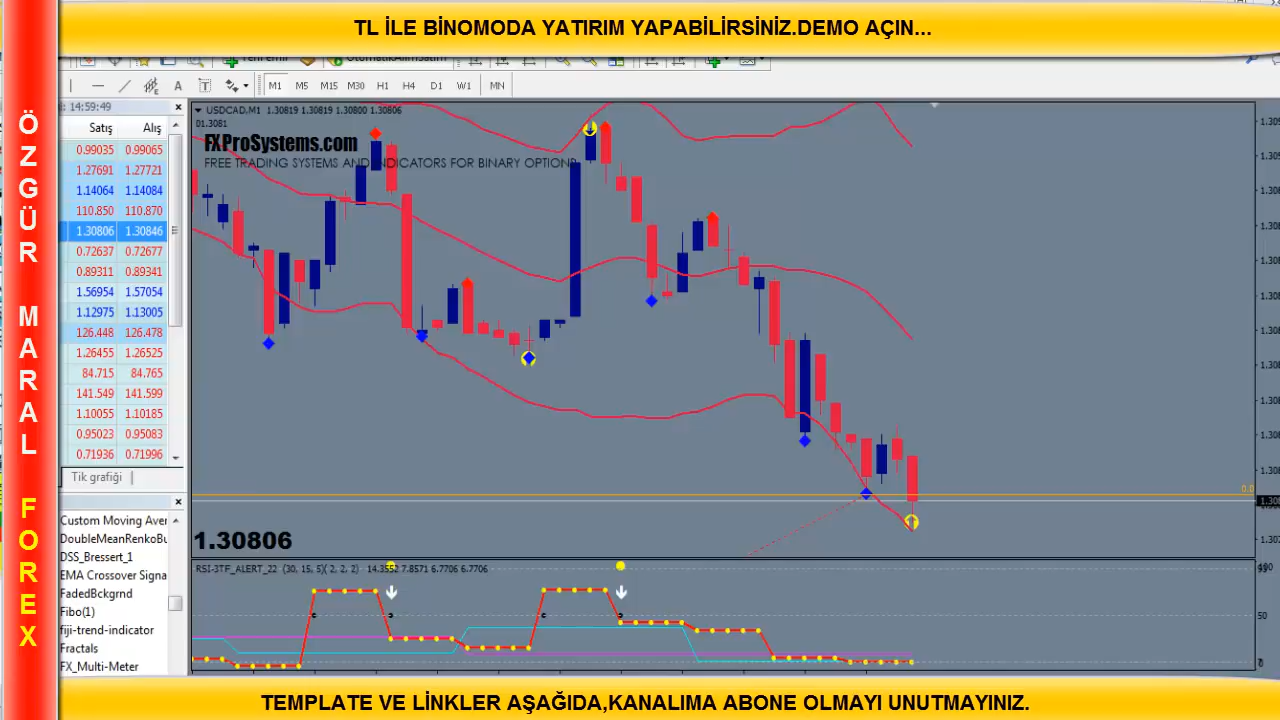 TL İLE BİNOMODA YATIRIM YAPABİLİRSİNİZ.DEMO AÇIN...
ÖZGÜR MARAL FOREX
A T M1 M5 M15 M30 H1 H4 D1 W1 MN
14:59:49
Satış Alış
0.99035 0.99065
1.27691 1.27721
1.14064 1.14084
110.850 110.870
1.30806 1.30846
0.72637 0.72677
0.89311 0.89341
1.56954 1.57054
1.12975 1.13005
126.448 126.478
1.26455 1.26525
84.715 84.765
141.549 141.599
1.10055 1.10185
0.95023 0.95083
0.71936 0.71996
Tik grafiği
Custom Moving Aver
DoubleMeanRenkoBu
DSS_Bressert_1
EMA Crossover Signa
FadedBckgrnd
Fibo(1)
fiji-trend-indicator
Fractals
FX_Multi-Meter
USDCAD,M1 1.30819 1.30819 1.30800 1.30806
01.3081
FXProSystems.com
FREE TRADING SYSTEMS AND INDICATORS FOR BINARY OPTIONS
0.0
1.30806
RSI-3TF_ALERT_22 (30, 15, 5)( 2, 2, 2) 14.3552 7.8571 6.7706 6.7706
50
TEMPLATE VE LİNKLER AŞAĞIDA,KANALIMA ABONE OLMAYI UNUTMAYINIZ.